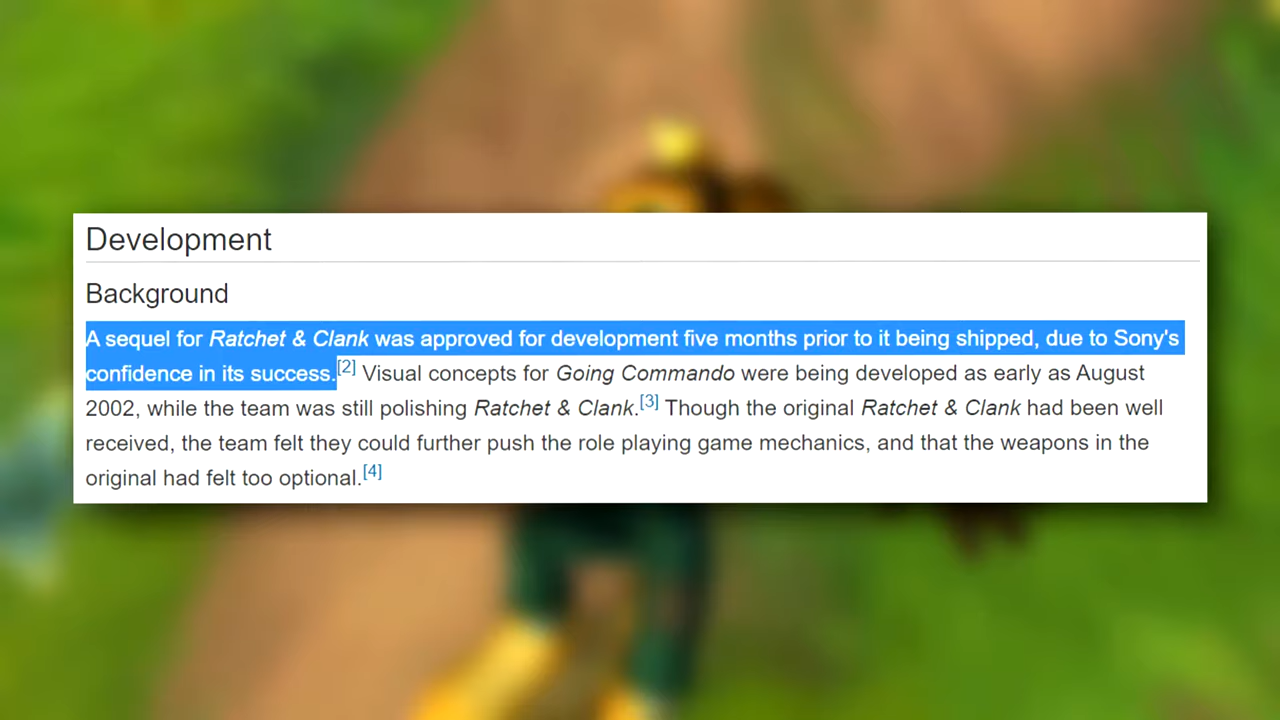 Development
Background
A sequel for Ratchet & Clank was approved for development five months prior to it being shipped, due to Sony's
confidence in its success.[2] Visual concepts for Going Commando were being developed as early as August
2002, while the team was still polishing Ratchet & Clank.[3] Though the original Ratchet & Clank had been well
received, the team felt they could further push the role playing game mechanics, and that the weapons in the
original had felt too optional.[4]